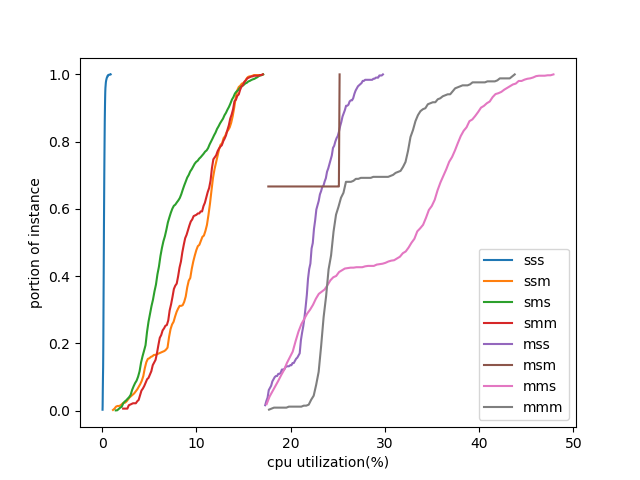 1.0
0.8
0.6
0.4
0.2
0.0
portion of instance
0
10
20
30
40
50
cpu utilization(%)
sss
ssm
sms
smm
mss
msm
mms
mmm